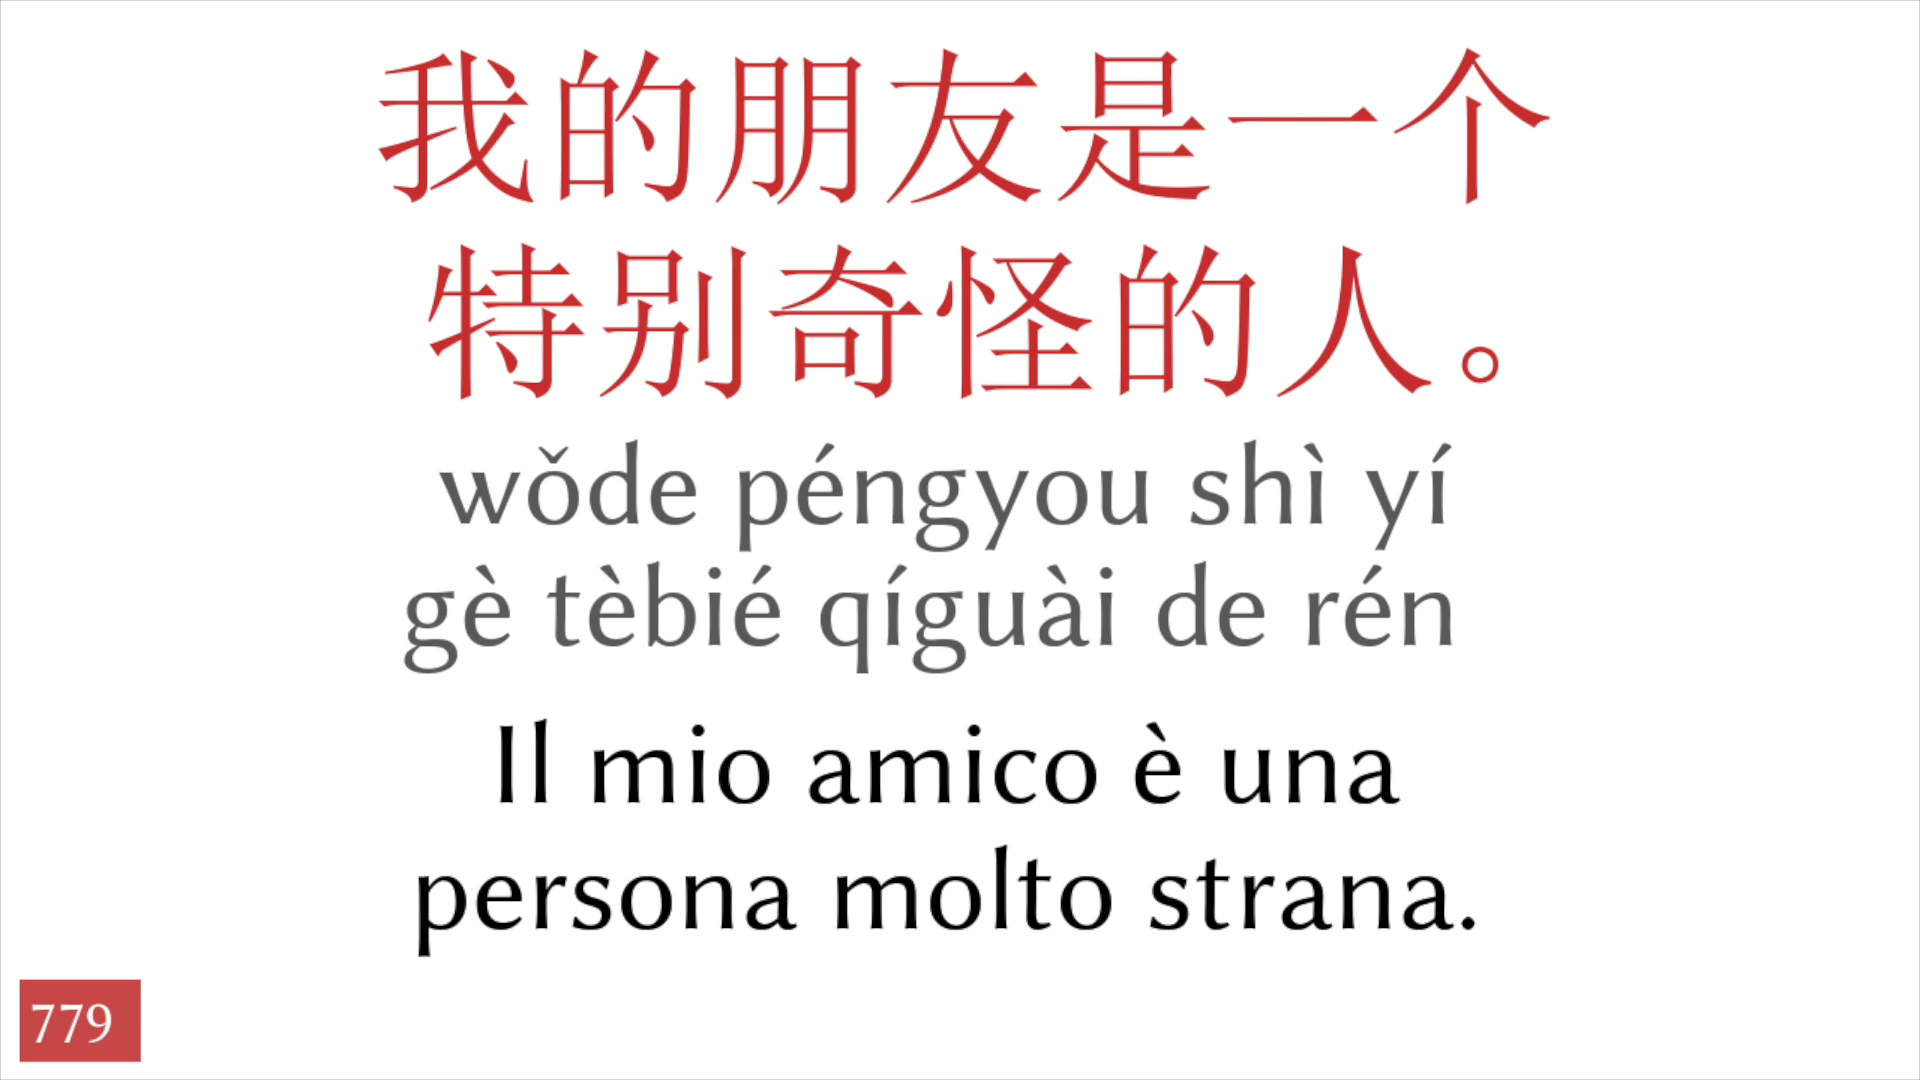 我的朋友是一个
特别奇怪的人。
wǒde péngyou shì yí
gè tèbié qíguài de rén
Il mio amico è una
persona molto strana.
779